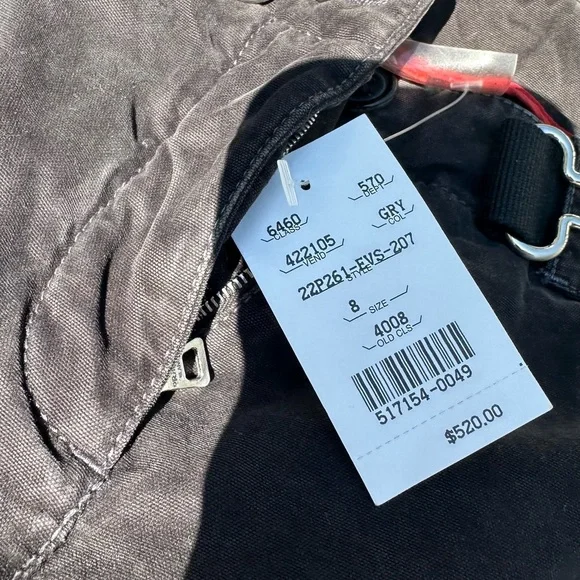 6460 570
CLASS DEPT
422105 GRY
VEND COL
22P261-EVS-207
STYLE
8 SIZE
4008
OLD CLS
517154-0049
$520.00